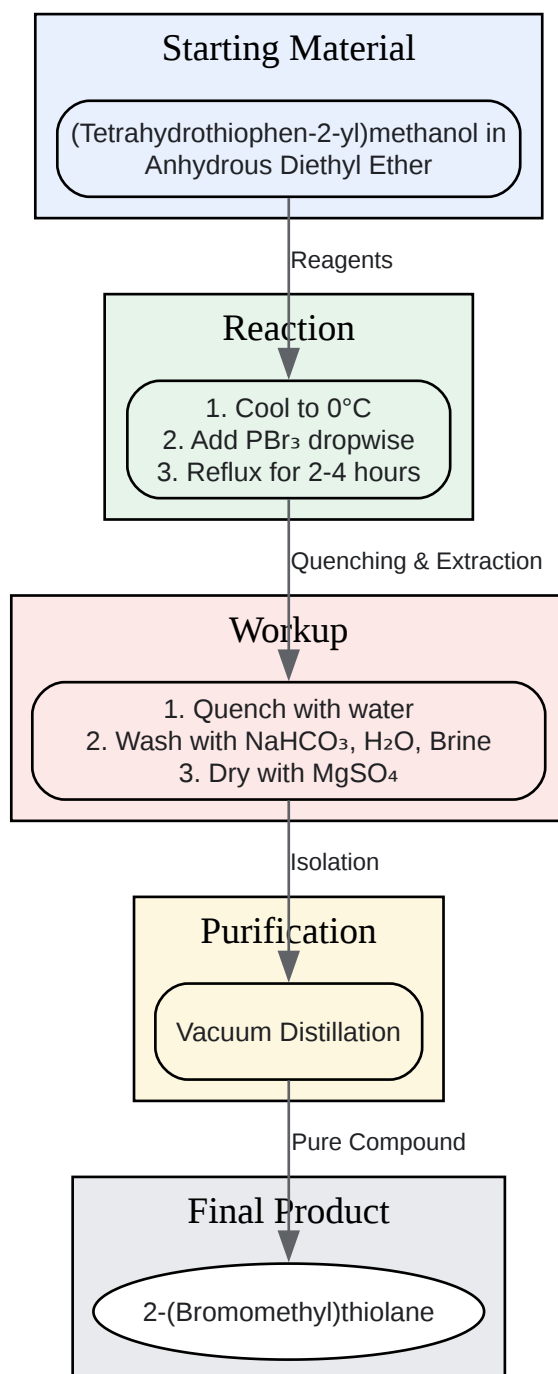 Starting Material
(Tetrahydrothiophen-2-yl)methanol in
Anhydrous Diethyl Ether
Reagents
Reaction
1. Cool to 0°C
2. Add PBr₃ dropwise
3. Reflux for 2-4 hours
Quenching & Extraction
Workup
1. Quench with water
2. Wash with NaHCO₃, H₂O, Brine
3. Dry with MgSO₄
Isolation
Purification
Vacuum Distillation
Pure Compound
Final Product
2-(Bromomethyl)thiolane